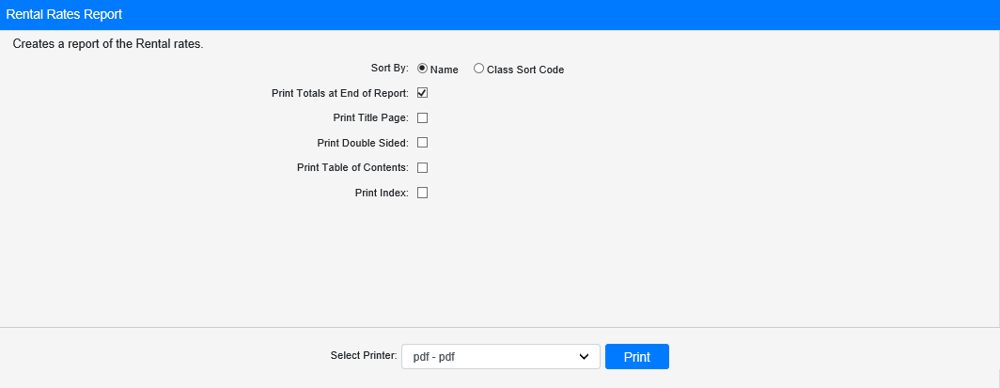 Rental Rates Report
Creates a report of the Rental rates.
Sort By: Name Class Sort Code
Print Totals at End of Report:
Print Title Page:
Print Double Sided:
Print Table of Contents:
Print Index:
Select Printer: pdf - pdf Print